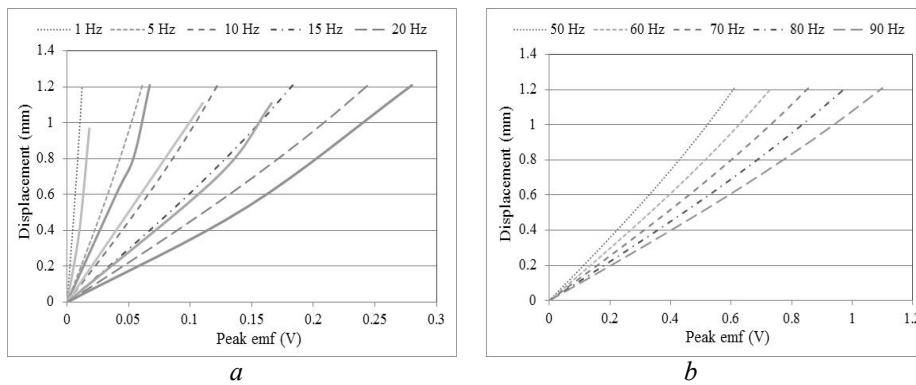 1 Hz 5 Hz 10 Hz 15 Hz 20 Hz
1.4
1.2
1
0.8
0.6
0.4
0.2
0
Displacement (mm)
0 0.05 0.1 0.15 0.2 0.25 0.3
Peak emf (V)
a
50 Hz 60 Hz 70 Hz 80 Hz 90 Hz
1.4
1.2
1
0.8
0.6
0.4
0.2
0
Displacement (mm)
0 0.2 0.4 0.6 0.8 1 1.2
Peak emf (V)
b